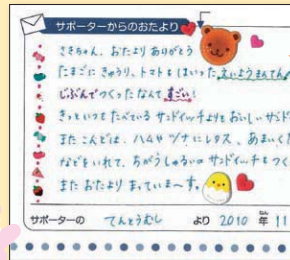 サポーターからのおたより
さきちゃん、おたより ありがとう
たまごに きゅうり、トマトも はいった えいようまんてん
じぶんで つくったなんて すごい!
きっと いつも たべている サンドイッチよりも おいしいサンド
また こんどは、ハムや ツナに レタス、あまい く
などを いれて、ちがう しゅるいの サンドイッチも つく
また おたより まっていま〜す。
サポーターの てんとうむし より 2010 年 11
ねん